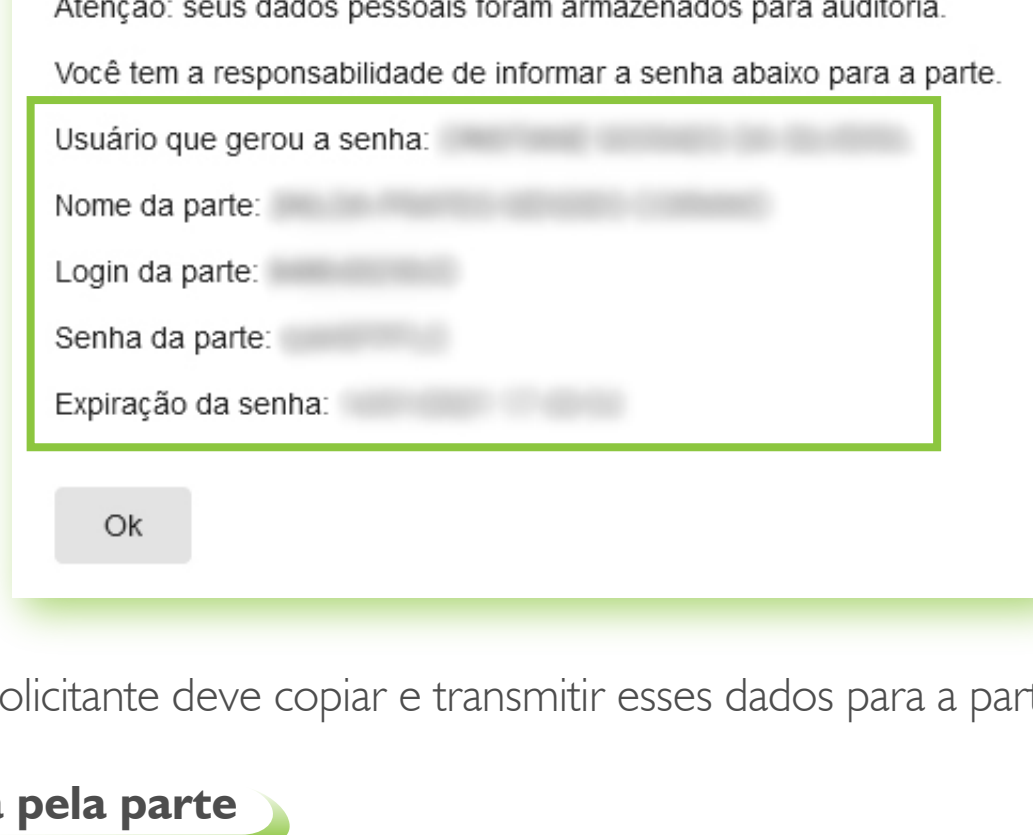 Atenção: seus dados pessoais foram armazenados para auditoria.
Você tem a responsabilidade de informar a senha abaixo para a parte.
Usuário que gerou a senha:
Nome da parte:
Login da parte:
Senha da parte:
Expiração da senha:
Ok
olicitante deve copiar e transmitir esses dados para a part
pela parte